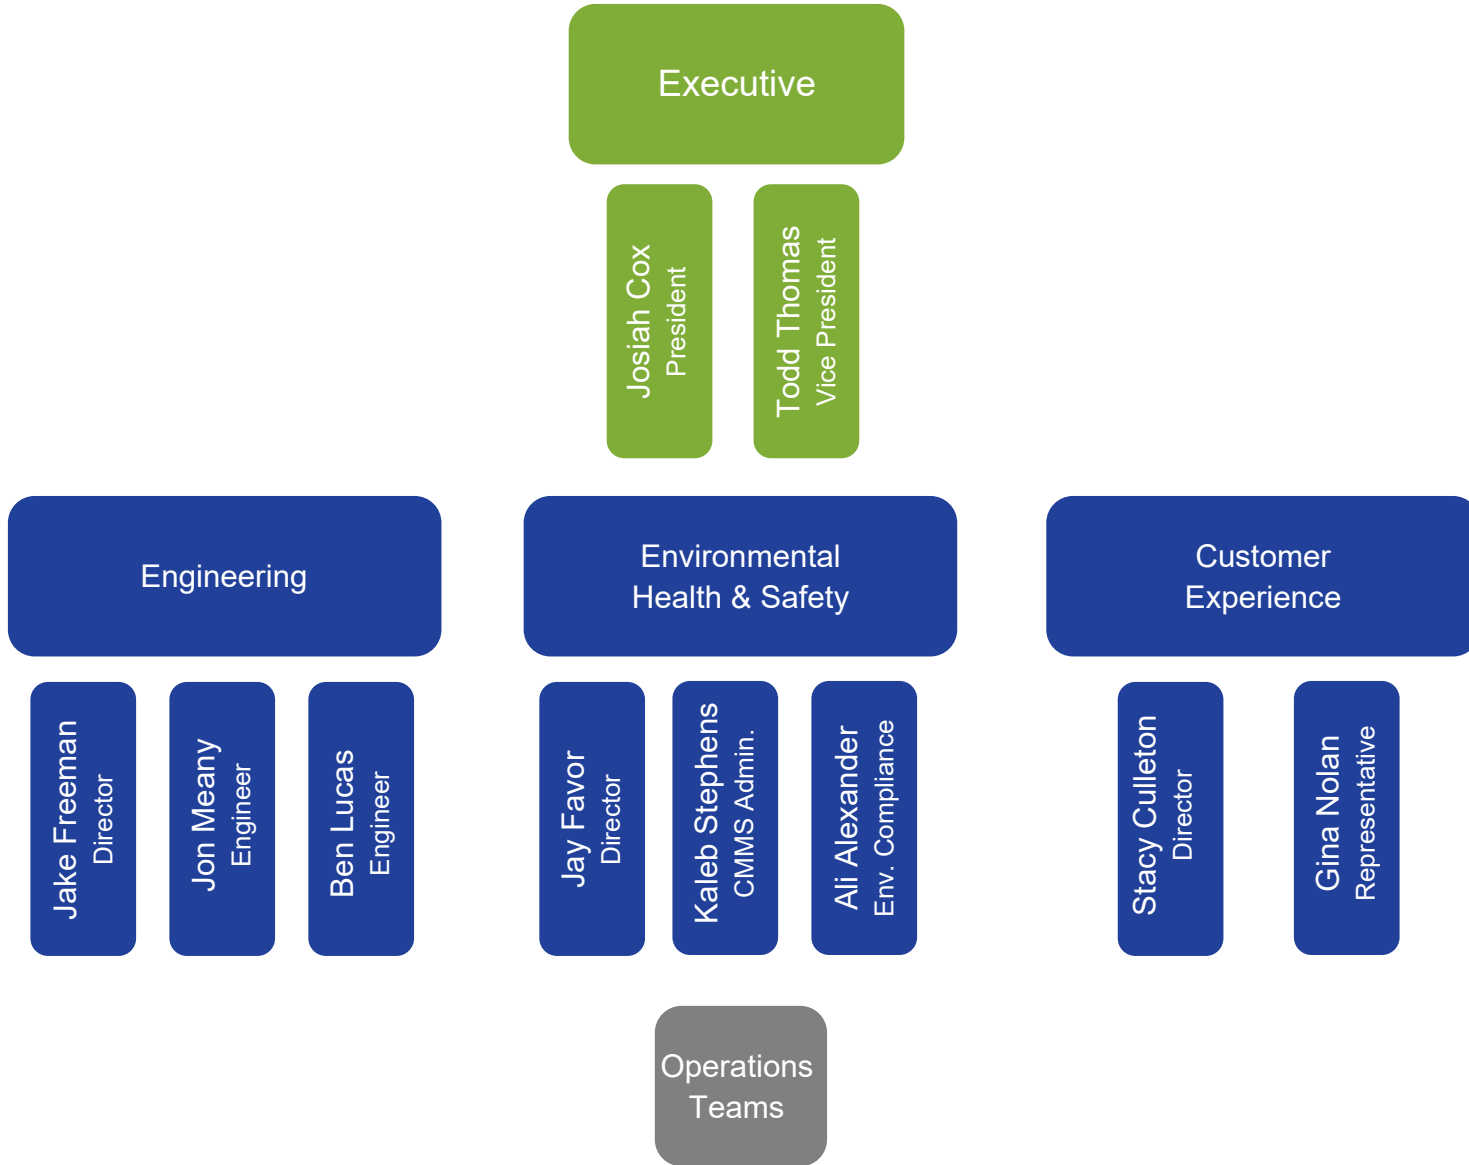 Executive
Josiah Cox
President
Todd Thomas
Vice President
Engineering
Environmental
Health & Safety
Customer
Experience
Jake Freeman
Director
Jon Meany
Engineer
Ben Lucas
Engineer
Jay Favor
Director
Kaleb Stephens
CMMS Admin.
Ali Alexander
Env. Compliance
Stacy Culleton
Director
Gina Nolan
Representative
Operations
Teams